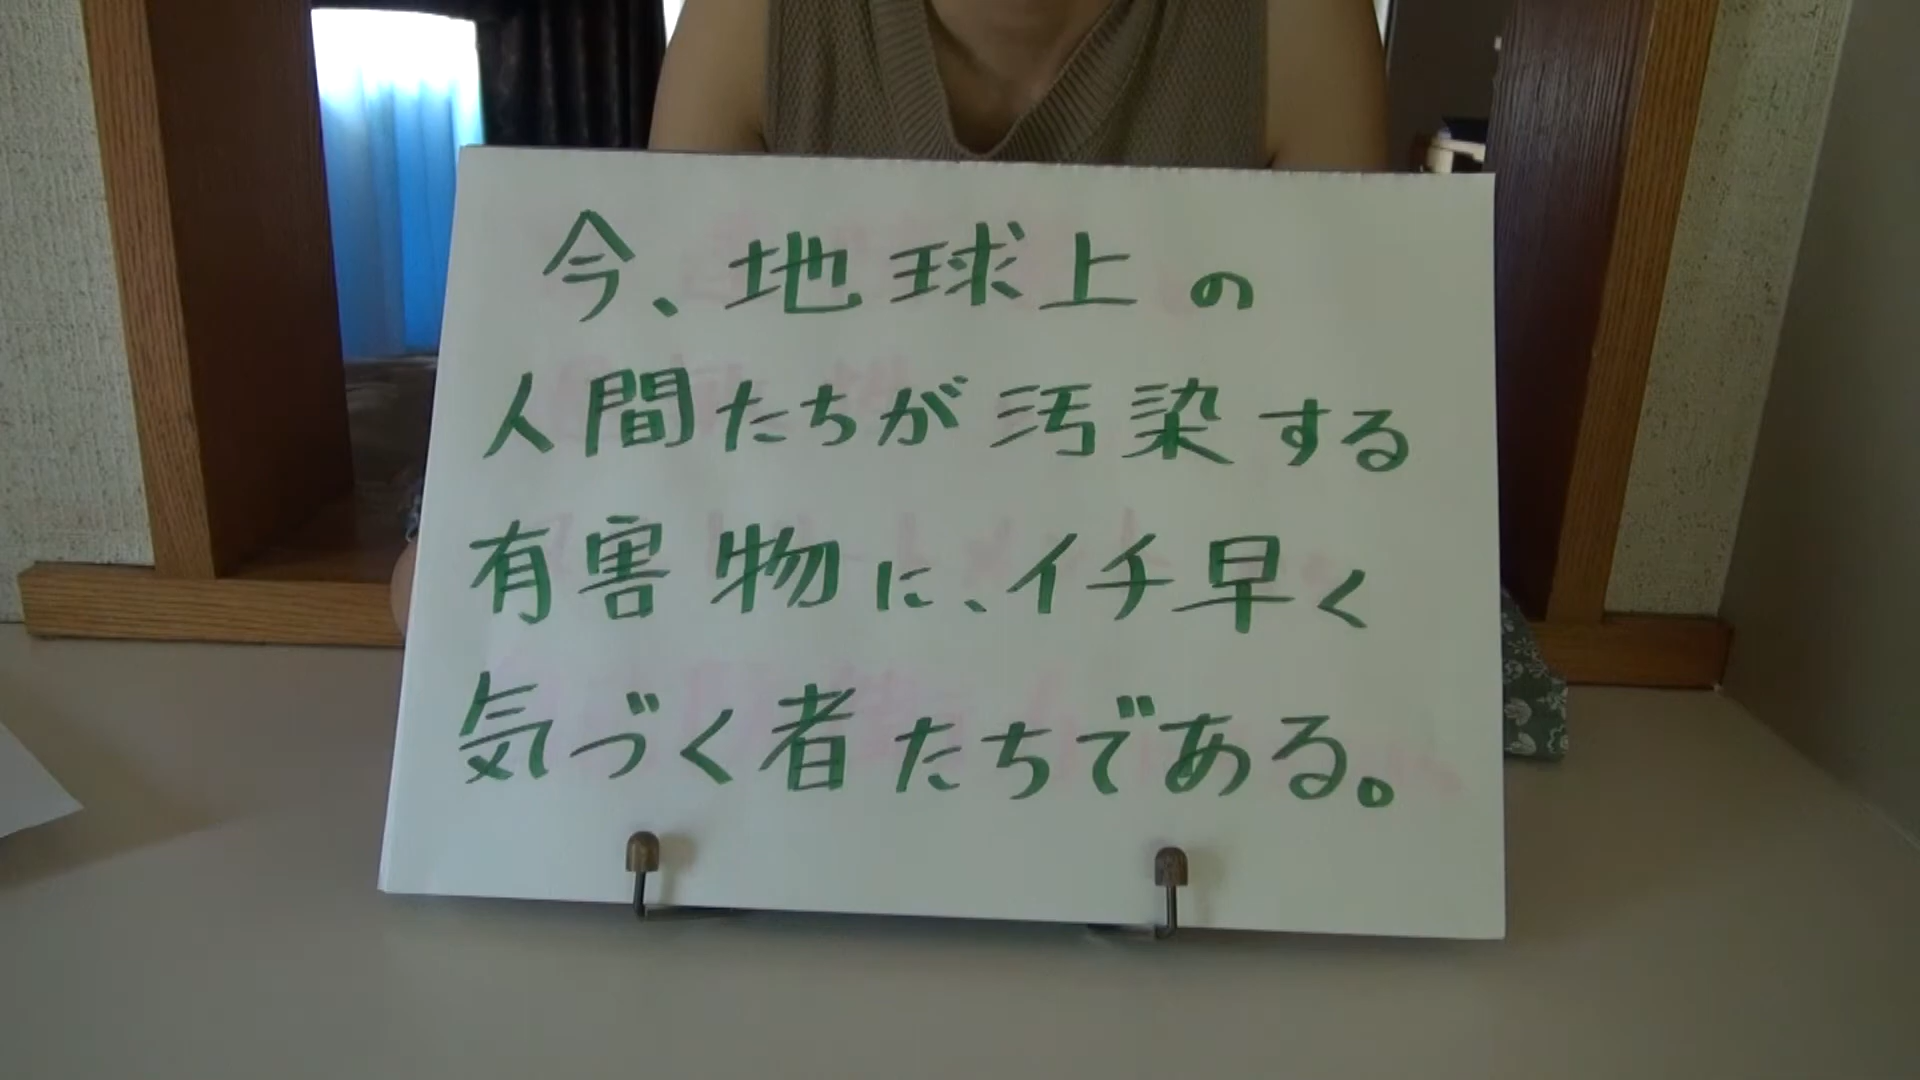 今、地球上の
人間たちが汚染する
有害物に、イチ早く
気づく者たちである。